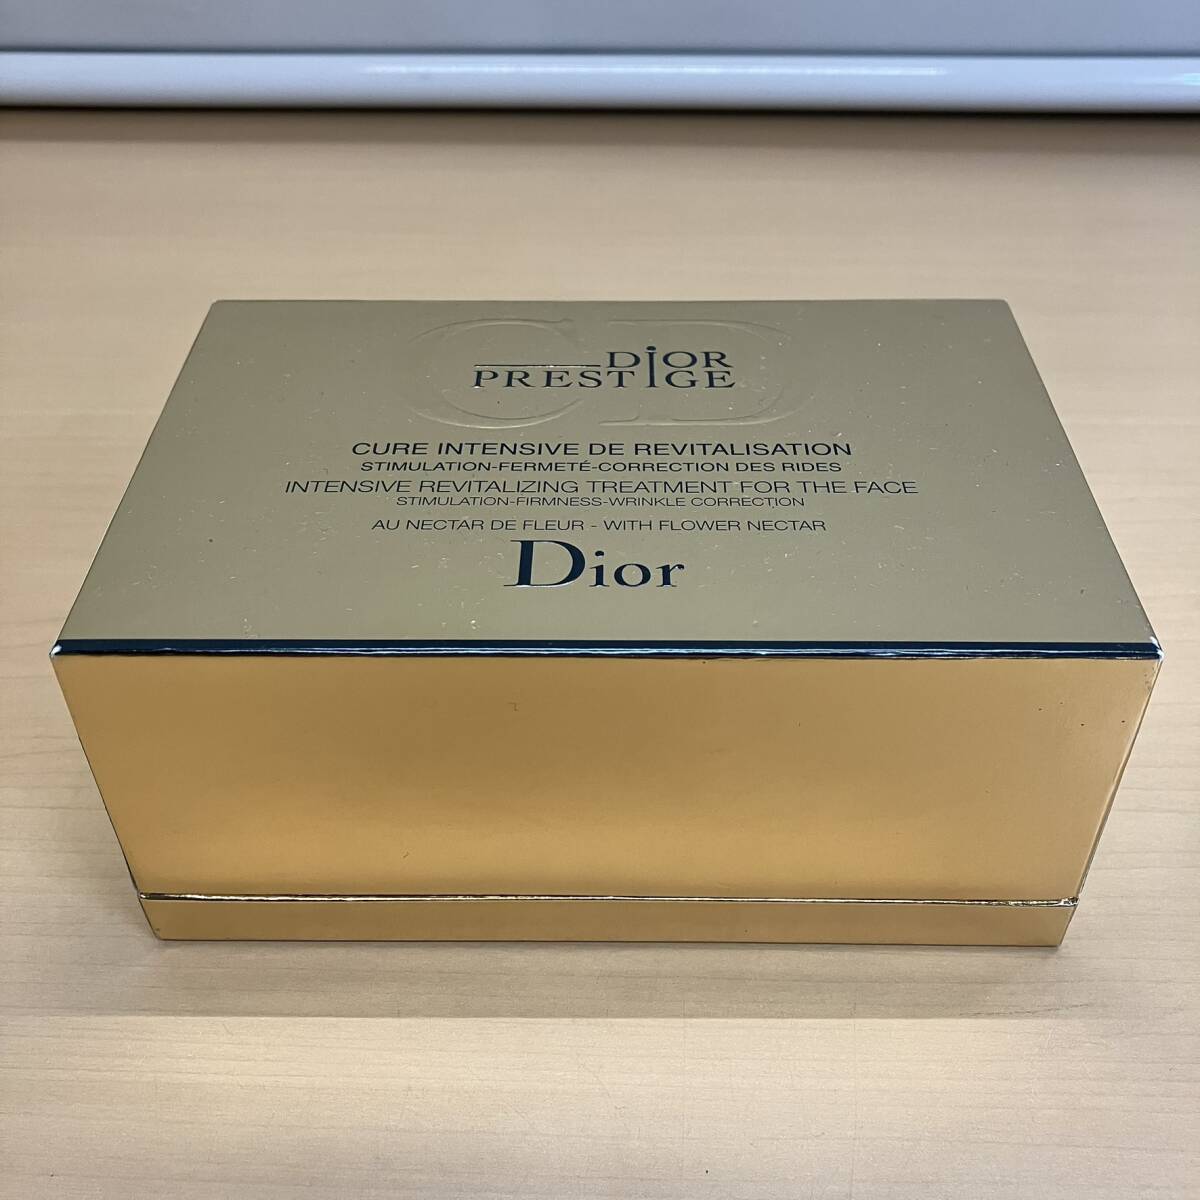 CD
DIOR
PRESTIGE
CURE INTENSIVE DE REVITALISATION
STIMULATION-FERMETÉ-CORRECTION DES RIDES
INTENSIVE REVITALIZING TREATMENT FOR THE FACE
STIMULATION-FIRMNESS-WRINKLE CORRECTION
AU NECTAR DE FLEUR - WITH FLOWER NECTAR
Dior